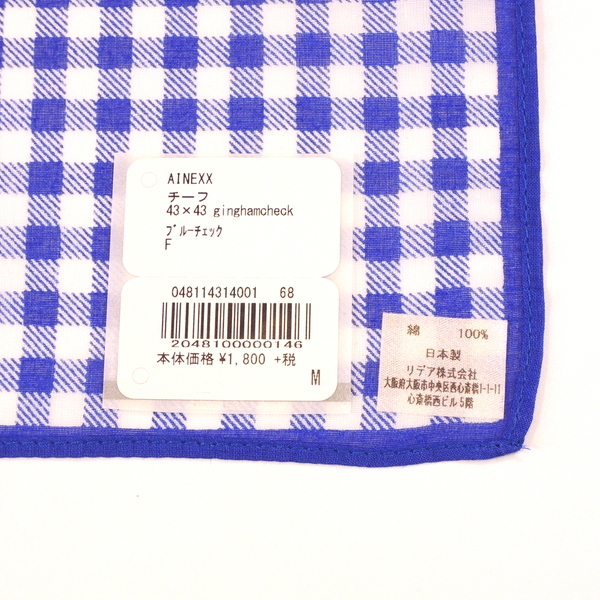 AINEXX
チーフ
43×43 ginghamcheck
ﾌﾞﾙｰﾁｪｯｸ
F
048114314001 68
2048100000146
本体価格 ¥1,800 +税
M
綿 100%
日本製
リデア株式会社
大阪府大阪市中央区西心斎橋1-1-11
心斎橋西ビル5階